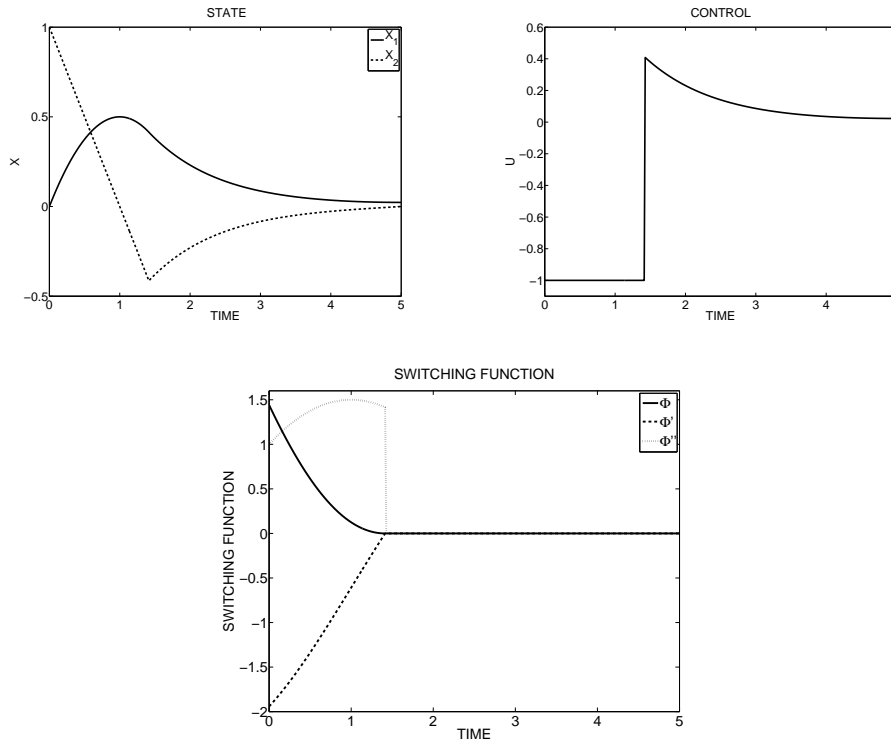 STATE
1
0.5
0
−0.5
X
0
1
2
3
4
5
TIME
X1
X2
CONTROL
0.6
0.4
0.2
0
−0.2
−0.4
−0.6
−0.8
−1
U
0
1
2
3
4
TIME
SWITCHING FUNCTION
1.5
1
0.5
0
−0.5
−1
−1.5
−2
SWITCHING FUNCTION
0
1
2
3
4
5
TIME
Φ
Φ'
Φ''